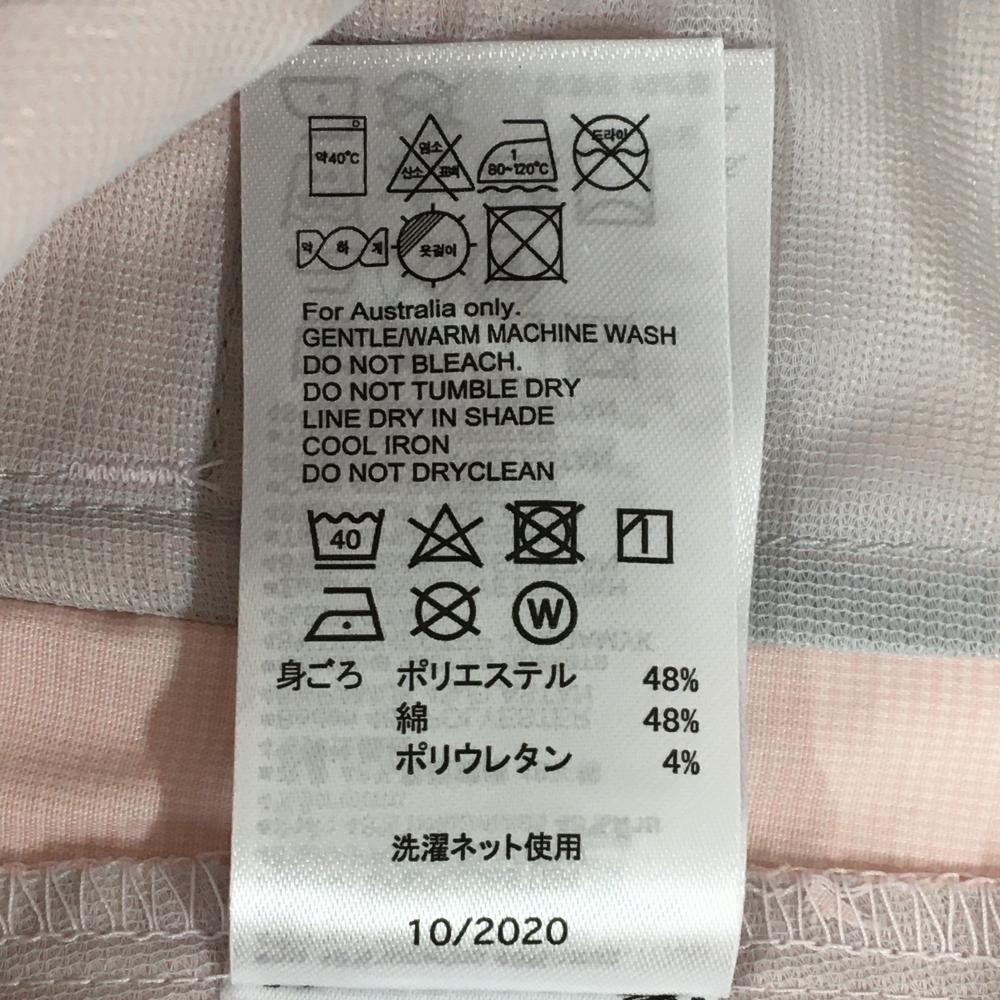 약40℃ 염소 산소 표백 1 80~120℃ 드라이
약 하 게 옷걸이
For Australia only.
GENTLE/WARM MACHINE WASH
DO NOT BLEACH.
DO NOT TUMBLE DRY
LINE DRY IN SHADE
COOL IRON
DO NOT DRYCLEAN
40
W
身ごろ ポリエステル 48%
綿 48%
ポリウレタン 4%
洗濯ネット使用
10/2020